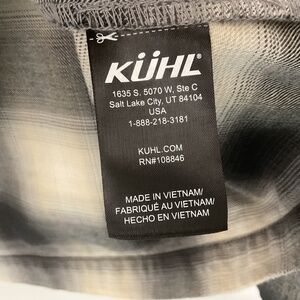 KÜHL
1635 S. 5070 W, Ste C
Salt Lake City, UT 84104
USA
1-888-218-3181
KUHL.COM
RN#108846
MADE IN VIETNAM/
FABRIQUÉ AU VIETNAM/
HECHO EN VIETNAM